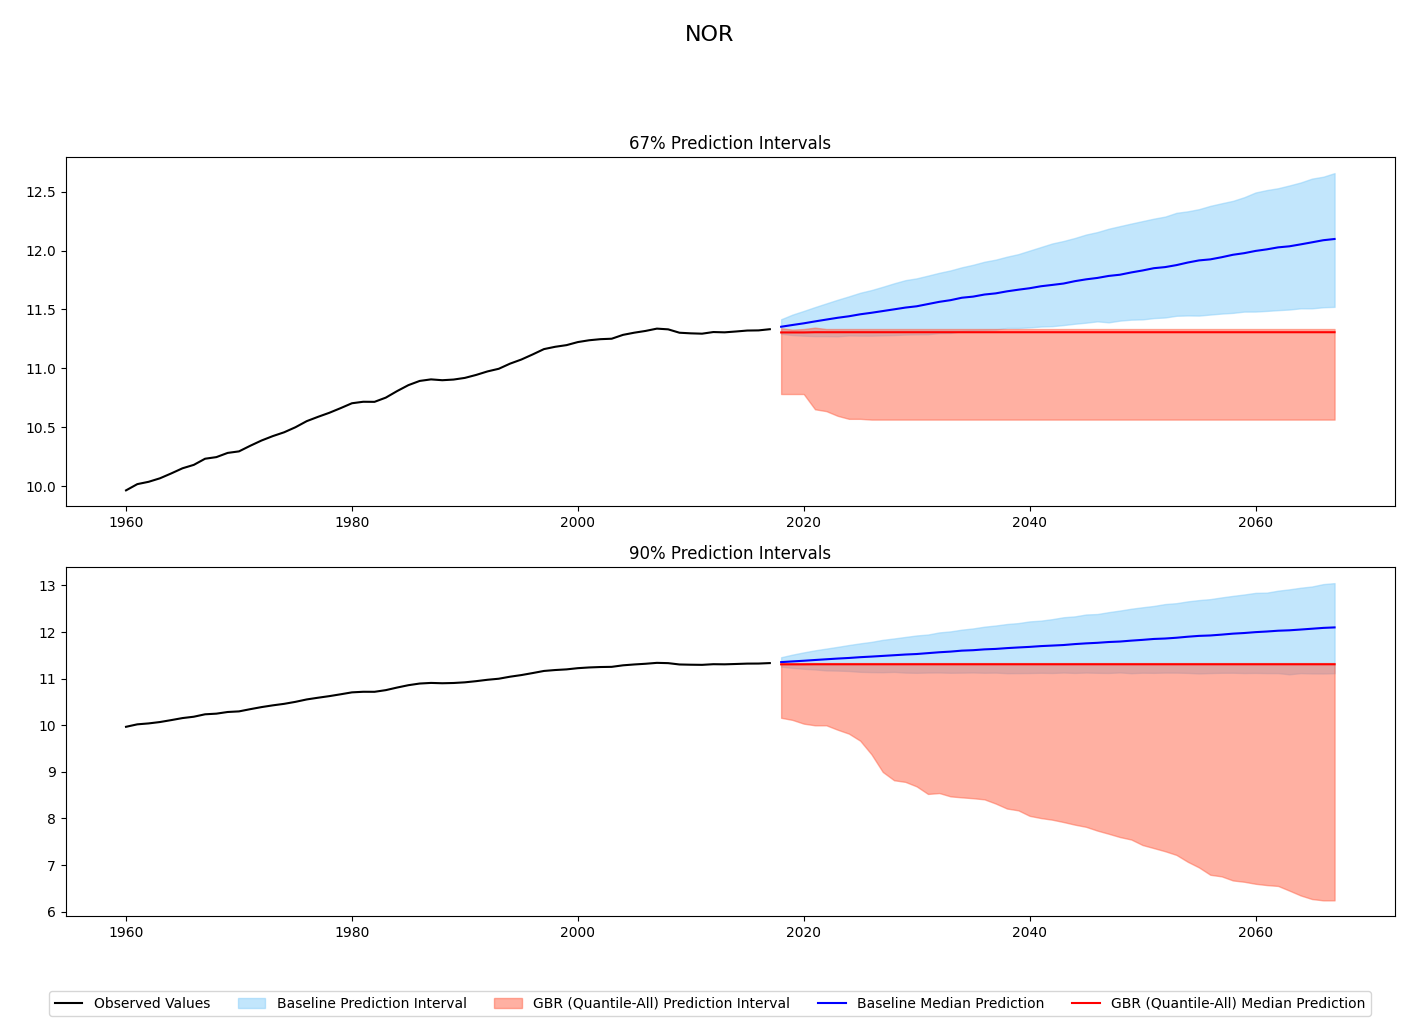 NOR
67% Prediction Intervals
12.5
12.0
11.5
11.0
10.5
10.0
1960 1980 2000 2020 2040 2060
90% Prediction Intervals
13
12
11
10
9
8
7
6
1960 1980 2000 2020 2040 2060
Observed Values Baseline Prediction Interval GBR (Quantile-All) Prediction Interval Baseline Median Prediction GBR (Quantile-All) Median Prediction